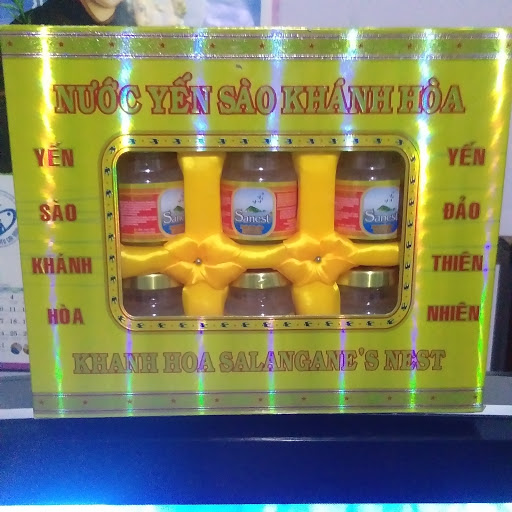 NƯỚC YẾN SÀO KHÁNH HÒA
YẾN
SÀO
KHÁNH
HÒA
Sanest
Sanest
YẾN
ĐẢO
THIÊN
NHIÊN
KHANH HOA SALANGANE'S NEST